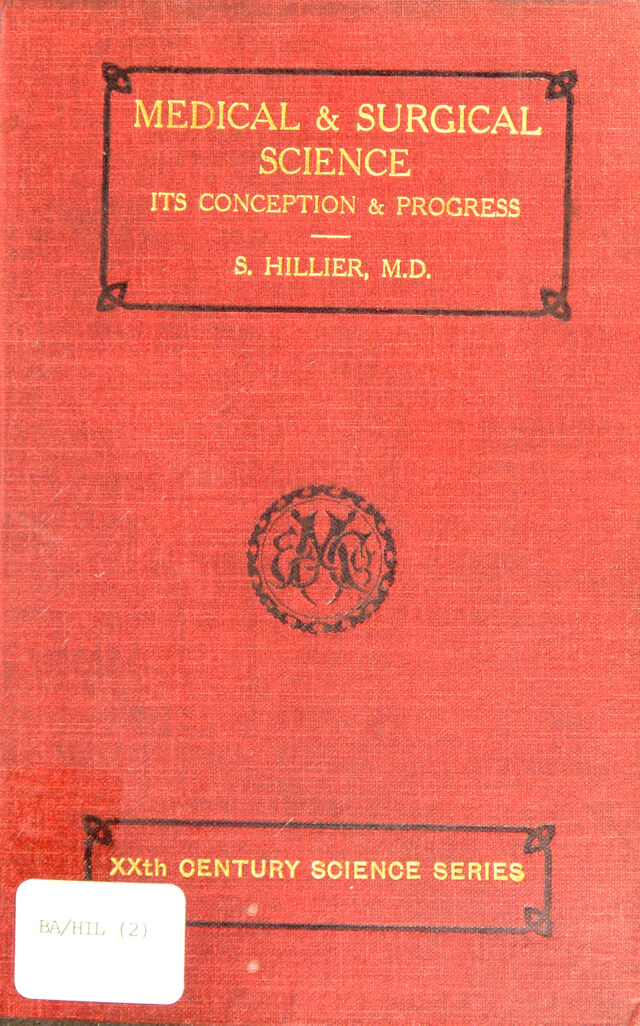 MEDICAL & SURGICAL
SCIENCE
ITS CONCEPTION & PROGRESS
S. HILLIER, M.D.
XXth CENTURY SCIENCE SERIES
BA/HIL (2)